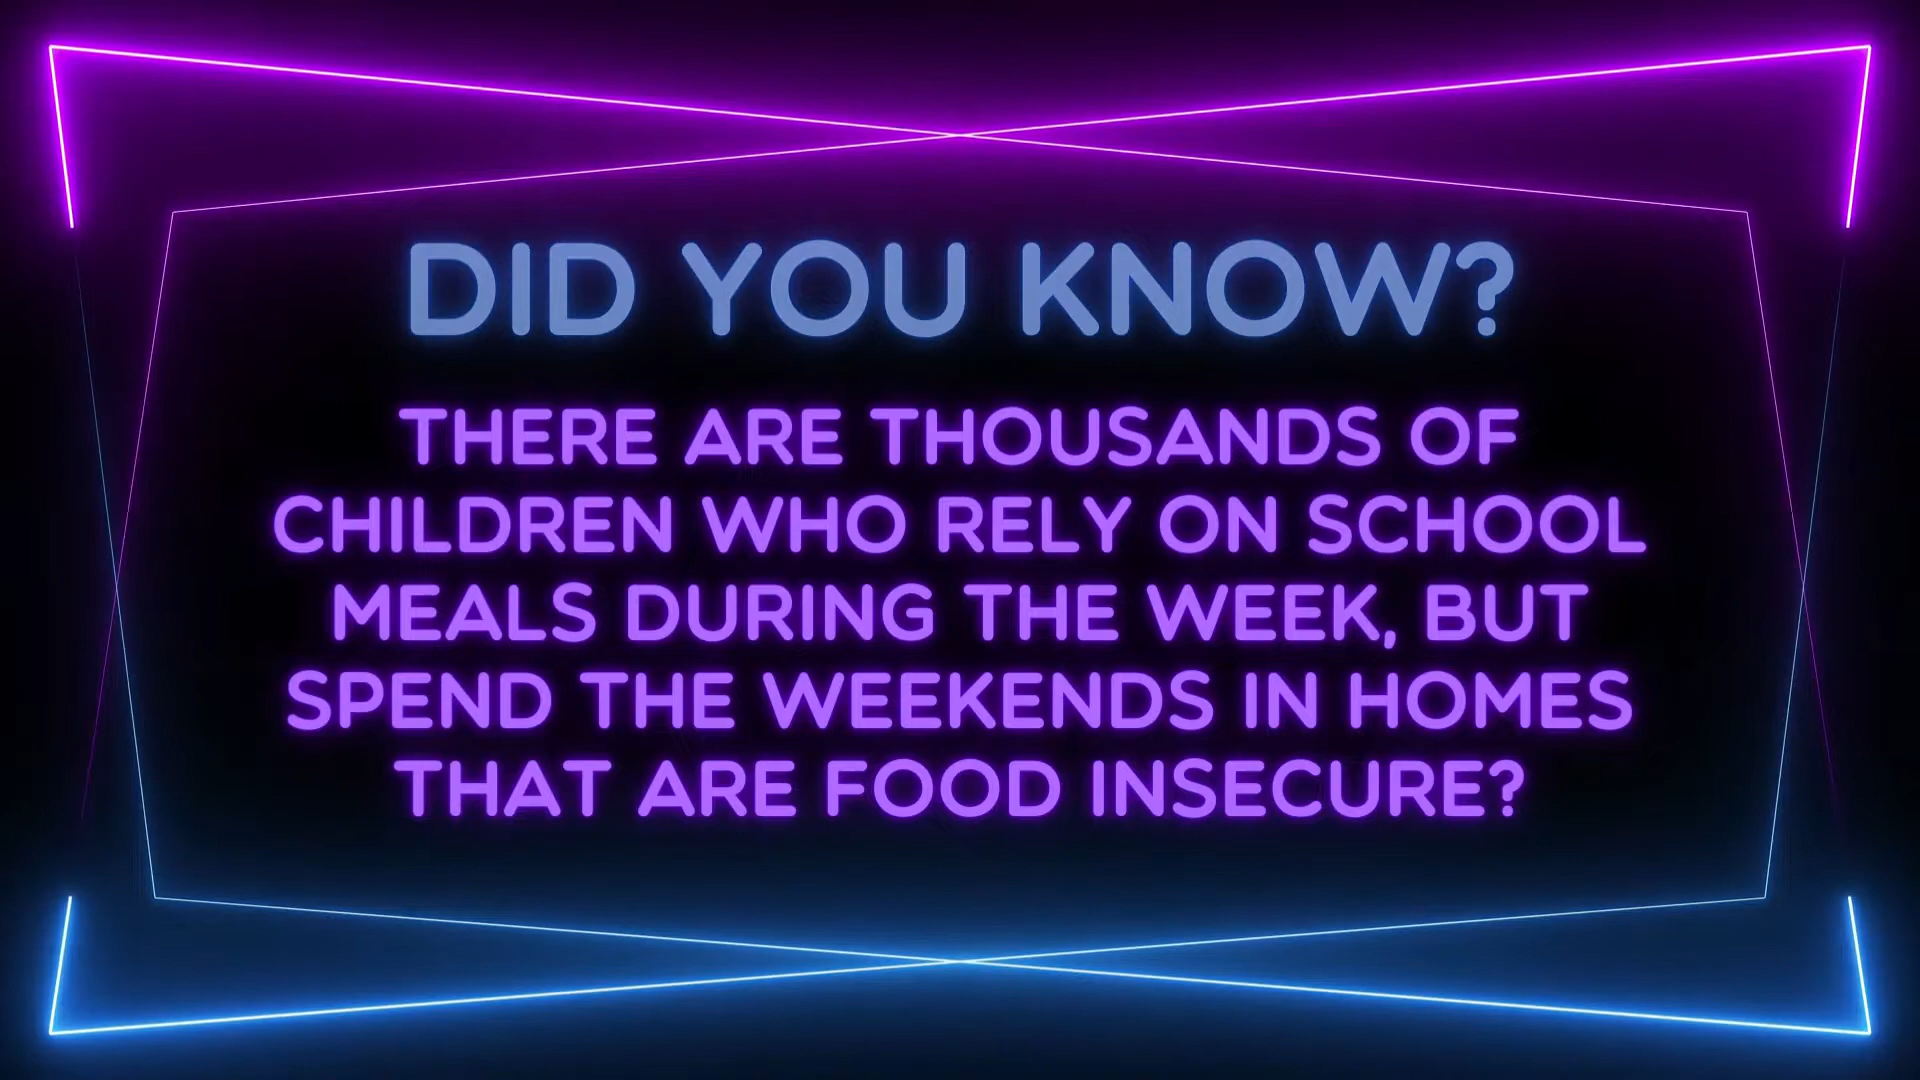 DID YOU KNOW?
THERE ARE THOUSANDS OF
CHILDREN WHO RELY ON SCHOOL
MEALS DURING THE WEEK, BUT
SPEND THE WEEKENDS IN HOMES
THAT ARE FOOD INSECURE?